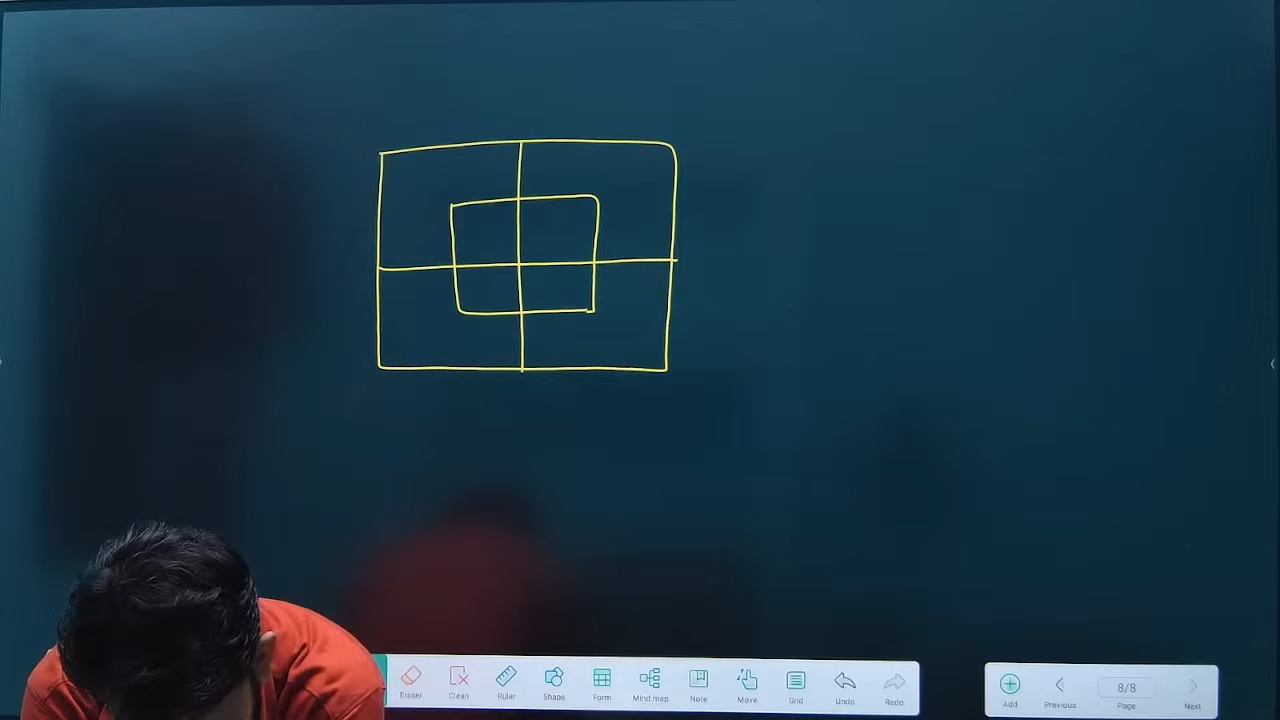 Eraser Clean Ruler Shape Form Mind map Note Move Grid Undo Redo
Add Previous 8/8 Page Next